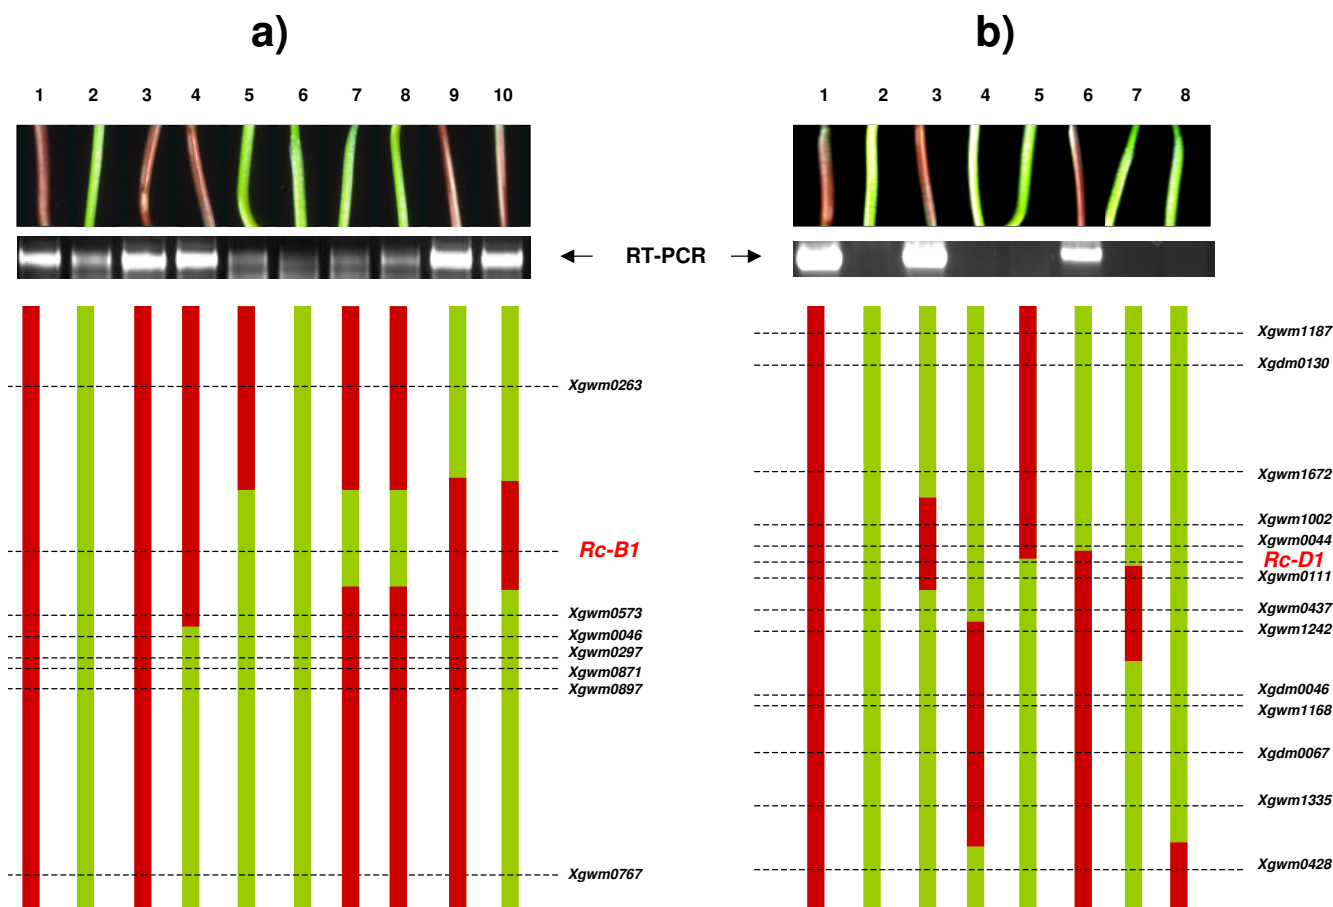 a)
b)
1 2 3 4 5 6 7 8 9 10
1 2 3 4 5 6 7 8
RT-PCR
Xgwm0263
Rc-B1
Xgwm0573
Xgwm0046
Xgwm0297
Xgwm0871
Xgwm0897
Xgwm0767
Xgwm1187
Xgdm0130
Xgwm1672
Xgwm1002
Xgwm0044
Rc-D1
Xgwm0111
Xgwm0437
Xgwm1242
Xgdm0046
Xgwm1168
Xgdm0067
Xgwm1335
Xgwm0428